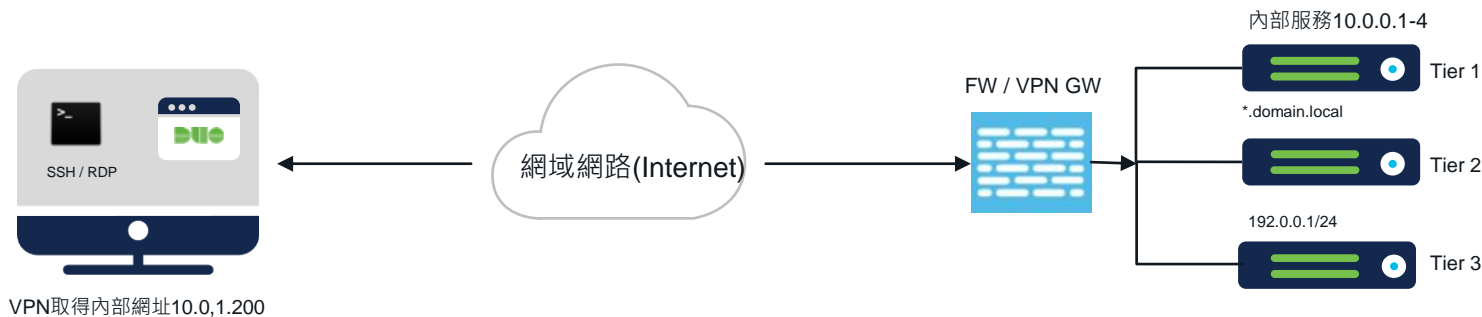 內部服務10.0.0.1-4
FW / VPN GW
Tier 1
*.domain.local
>_
DUO
SSH / RDP
網域網路(Internet)
Tier 2
192.0.0.1/24
Tier 3
VPN取得內部網址10.0,1.200